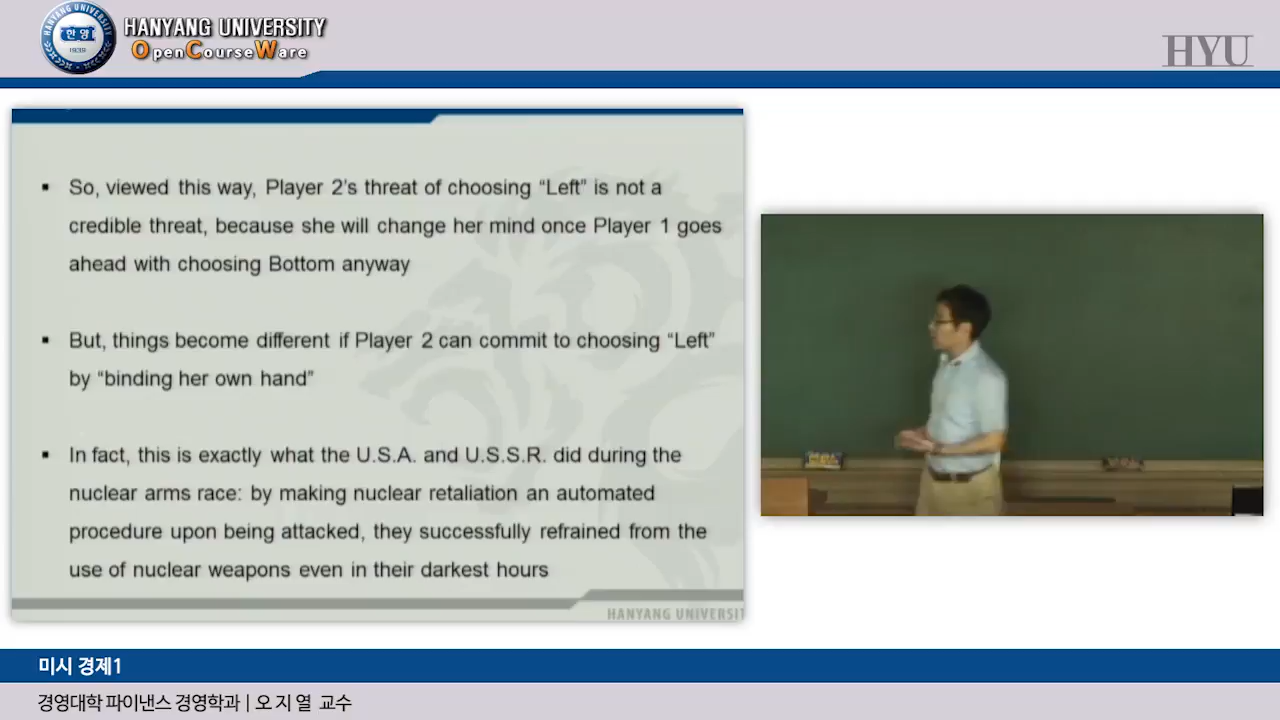 HANYANG UNIVERSITY
OpenCourseWare
HANYANG UNIVERSITY
한양
1939
HYU
▪ So, viewed this way, Player 2's threat of choosing “Left” is not a
credible threat, because she will change her mind once Player 1 goes
ahead with choosing Bottom anyway
▪ But, things become different if Player 2 can commit to choosing “Left”
by “binding her own hand”
▪ In fact, this is exactly what the U.S.A. and U.S.S.R. did during the
nuclear arms race: by making nuclear retaliation an automated
procedure upon being attacked, they successfully refrained from the
use of nuclear weapons even in their darkest hours
HANYANG UNIVERSIT
미시 경제1
경영대학 파이낸스 경영학과 | 오 지 열 교수